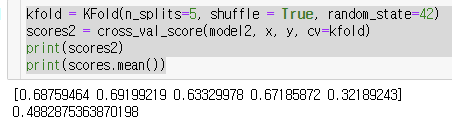 kfold = KFold(n_splits=5, shuffle = True, random_state=42)
scores2 = cross_val_score(model2, x, y, cv=kfold)
print(scores2)
print(scores.mean())
[0.68759464 0.69199219 0.63329978 0.67185872 0.32189243]
0.4882875363870198